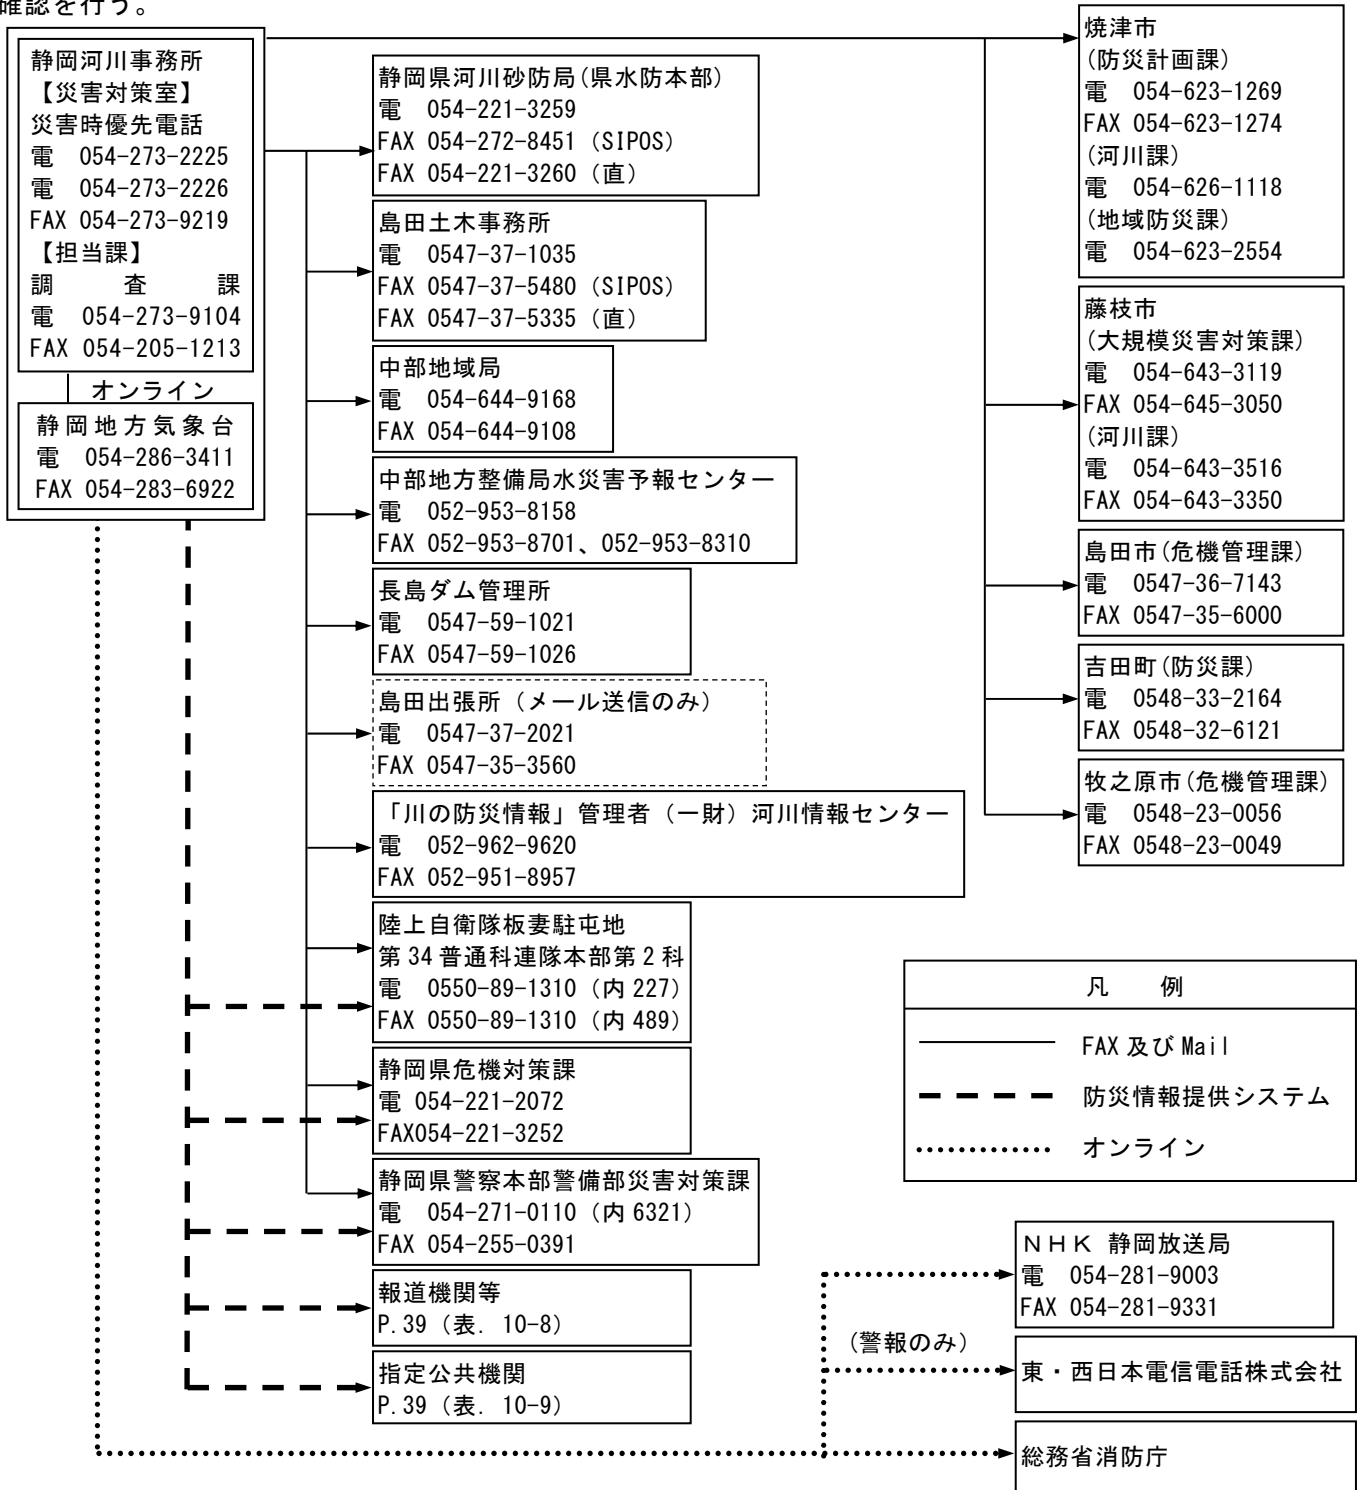 確認を行う。
静岡河川事務所
【災害対策室】
災害時優先電話
電　054-273-2225
電　054-273-2226
FAX 054-273-9219
【担当課】
調　査　課
電　054-273-9104
FAX 054-205-1213
オンライン
静岡地方気象台
電　054-286-3411
FAX 054-283-6922
静岡県河川砂防局(県水防本部)
電　054-221-3259
FAX 054-272-8451（SIPOS）
FAX 054-221-3260（直）
島田土木事務所
電　0547-37-1035
FAX 0547-37-5480（SIPOS）
FAX 0547-37-5335（直）
中部地域局
電　054-644-9168
FAX 054-644-9108
中部地方整備局水災害予報センター
電　052-953-8158
FAX 052-953-8701、052-953-8310
長島ダム管理所
電　0547-59-1021
FAX 0547-59-1026
島田出張所（メール送信のみ）
電　0547-37-2021
FAX 0547-35-3560
「川の防災情報」管理者（一財）河川情報センター
電　052-962-9620
FAX 052-951-8957
陸上自衛隊板妻駐屯地
第34普通科連隊本部第2科
電　0550-89-1310（内227）
FAX 0550-89-1310（内489）
静岡県危機対策課
電 054-221-2072
FAX054-221-3252
静岡県警察本部警備部災害対策課
電　054-271-0110（内6321）
FAX 054-255-0391
報道機関等
P.39（表. 10-8）
指定公共機関
P.39（表. 10-9）
焼津市
(防災計画課)
電　054-623-1269
FAX 054-623-1274
(河川課)
電　054-626-1118
(地域防災課)
電　054-623-2554
藤枝市
(大規模災害対策課)
電　054-643-3119
FAX 054-645-3050
(河川課)
電　054-643-3516
FAX 054-643-3350
島田市(危機管理課)
電　0547-36-7143
FAX 0547-35-6000
吉田町(防災課)
電　0548-33-2164
FAX 0548-32-6121
牧之原市(危機管理課)
電　0548-23-0056
FAX 0548-23-0049
凡　例
FAX及びMail
防災情報提供システム
オンライン
ＮＨＫ 静岡放送局
電　054-281-9003
FAX 054-281-9331
（警報のみ）
東・西日本電信電話株式会社
総務省消防庁